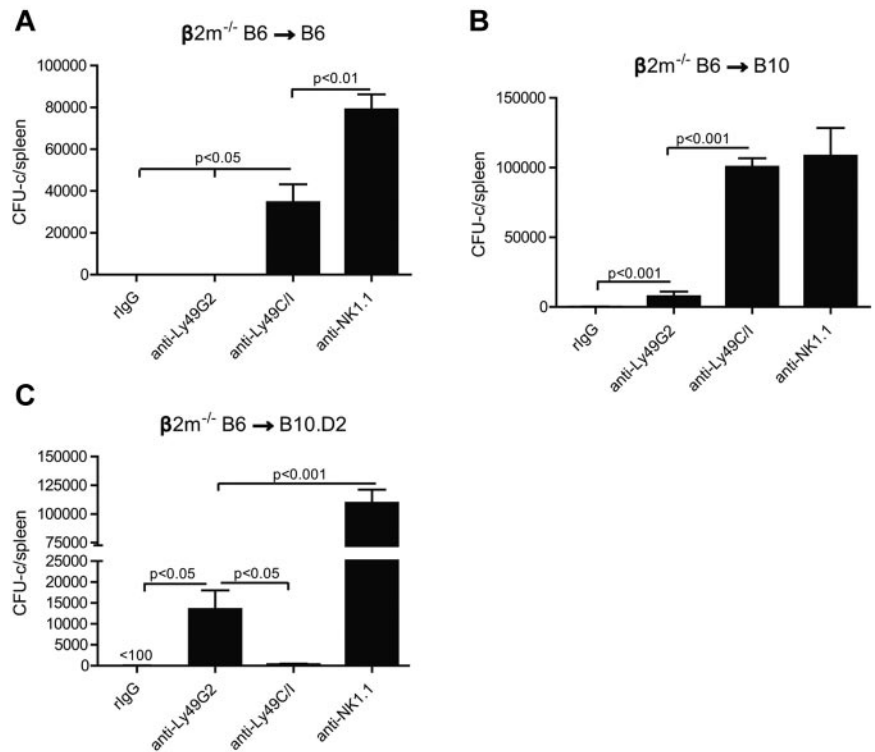 A
β2m-/- B6 → B6
100000
80000
60000
40000
20000
0
CFU-c/spleen
p<0.05
p<0.01
rIgG
anti-Ly49G2
anti-Ly49C/I
anti-NK1.1
B
β2m-/- B6 → B10
150000
100000
50000
0
CFU-c/spleen
p<0.001
p<0.001
rIgG
anti-Ly49G2
anti-Ly49C/I
anti-NK1.1
C
β2m-/- B6 → B10.D2
150000
125000
100000
75000
25000
20000
15000
10000
5000
0
CFU-c/spleen
p<0.001
p<0.05
p<0.05
<100
rIgG
anti-Ly49G2
anti-Ly49C/I
anti-NK1.1